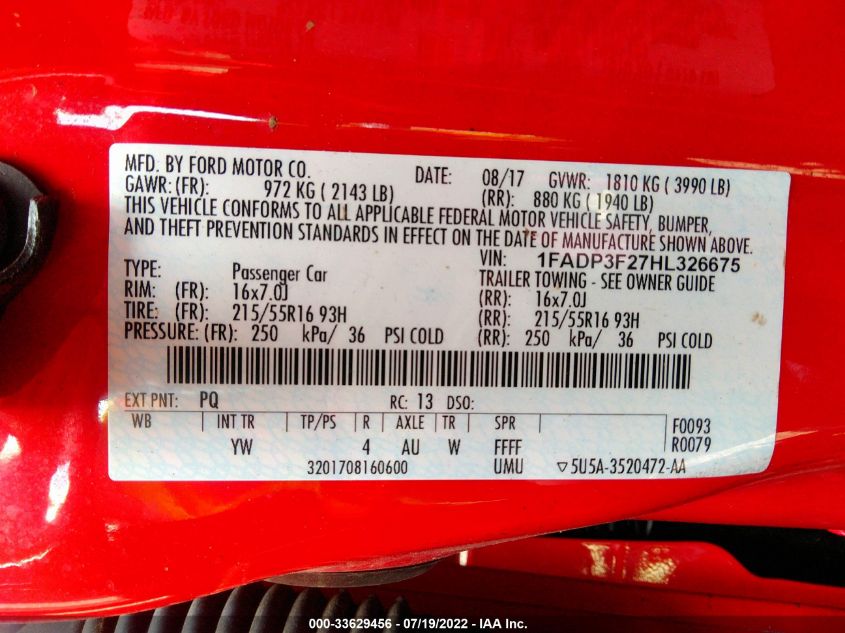 MFD. BY FORD MOTOR CO. DATE: 08/17 GVWR: 1810 KG ( 3990 LB)
GAWR: (FR): 972 KG ( 2143 LB) (RR): 880 KG ( 1940 LB)
THIS VEHICLE CONFORMS TO ALL APPLICABLE FEDERAL MOTOR VEHICLE SAFETY, BUMPER,
AND THEFT PREVENTION STANDARDS IN EFFECT ON THE DATE OF MANUFACTURE SHOWN ABOVE.
VIN: 1FADP3F27HL326675
TYPE: Passenger Car TRAILER TOWING - SEE OWNER GUIDE
RIM: (FR): 16x7.0J (RR): 16x7.0J
TIRE: (FR): 215/55R16 93H (RR): 215/55R16 93H
PRESSURE: (FR): 250 kPa/ 36 PSI COLD (RR): 250 kPa/ 36 PSI COLD
EXT PNT: PQ RC: 13 DSO:
WB INT TR TP/PS R AXLE TR SPR F0093
YW 4 AU W FFFF R0079
3201708160600 UMU ▽5U5A-3520472-AA
000-33629456 - 07/19/2022 - IAA Inc.